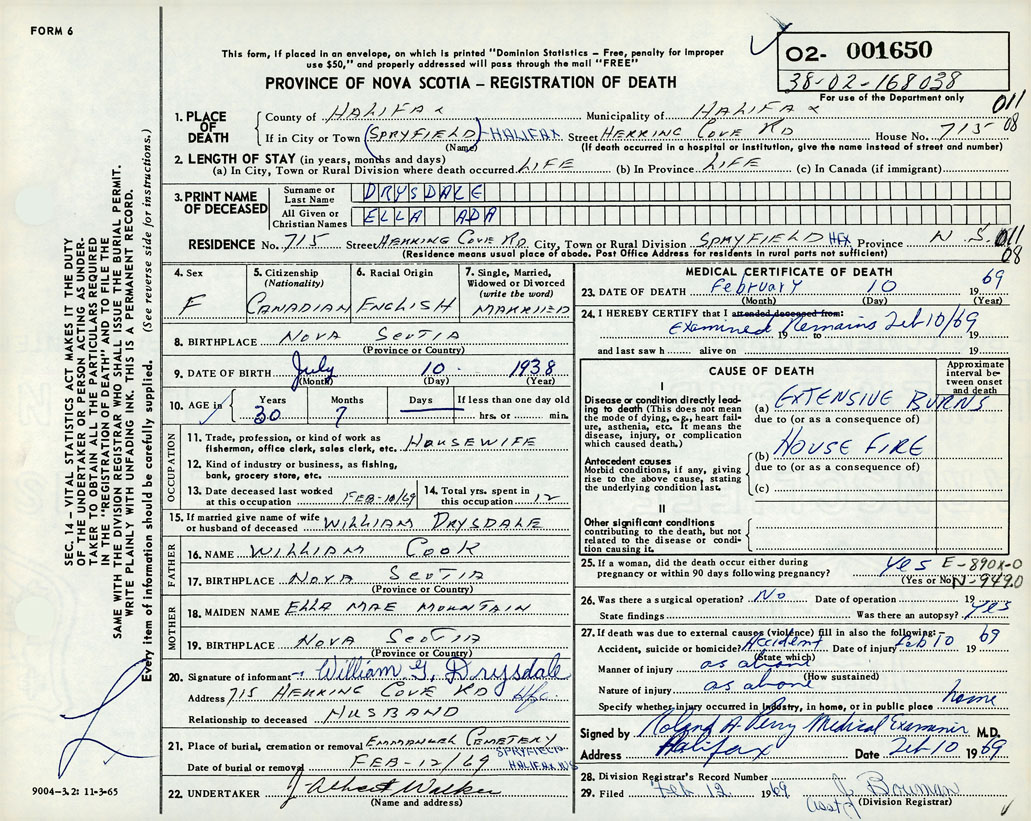 FORM 6
This form, if placed in an envelope, on which is printed "Dominion Statistics – Free, penalty for improper
use $50," and properly addressed will pass through the mail "FREE"
02- 001650
38-02-168038
For use of the Department only
PROVINCE OF NOVA SCOTIA – REGISTRATION OF DEATH
011
08
1. PLACE OF DEATH
County of HALIFAX Municipality of HALIFAX
If in City or Town (SPRYFIELD) - HALIFAX Street HERRING COVE RD House No. 715
(Name) (If death occurred in a hospital or institution, give the name instead of street and number)
2. LENGTH OF STAY (in years, months and days)
(a) In City, Town or Rural Division where death occurred LIFE (b) In Province LIFE (c) In Canada (if immigrant)
3. PRINT NAME OF DECEASED
Surname or Last Name DRYSDALE
All Given or Christian Names ELLA ADA
RESIDENCE No. 715 Street HERRING COVE RD City, Town or Rural Division SPRYFIELD HFX Province N.S. 011
08
(Residence means usual place of abode. Post Office Address for residents in rural parts not sufficient)
4. Sex
F
5. Citizenship
(Nationality)
CANADIAN
6. Racial Origin
ENGLISH
7. Single, Married,
Widowed or Divorced
(write the word)
MARRIED
8. BIRTHPLACE NOVA SCOTIA
(Province or Country)
9. DATE OF BIRTH July 10 1938
(Month) (Day) (Year)
10. AGE in
Years Months Days If less than one day old
30 7 hrs. or min.
OCCUPATION
11. Trade, profession, or kind of work as
fisherman, office clerk, sales clerk, etc. HOUSEWIFE
12. Kind of industry or business, as fishing,
bank, grocery store, etc.
13. Date deceased last worked
at this occupation FEB-10/69
14. Total yrs. spent in
this occupation 12
15. If married give name of wife
or husband of deceased WILLIAM DRYSDALE
FATHER
16. NAME WILLIAM COOK
17. BIRTHPLACE NOVA SCOTIA
(Province or Country)
MOTHER
18. MAIDEN NAME ELLA MAE MOUNTAIN
19. BIRTHPLACE NOVA SCOTIA
(Province or Country)
20. Signature of informant William G. Drysdale
Address 715 HERRING COVE RD Hfx.
Relationship to deceased HUSBAND
21. Place of burial, cremation or removal EMMANUEL CEMETERY
SPRYFIELD
Date of burial or removal FEB-12/69 HALIFAX NS
22. UNDERTAKER J Albert Walker
(Name and address)
MEDICAL CERTIFICATE OF DEATH
23. DATE OF DEATH February 10 1969
(Month) (Day) (Year)
24. I HEREBY CERTIFY that I attended deceased from:
Examined Remains Feb 10/69
19 to 19
and last saw h alive on 19
CAUSE OF DEATH
Approximate
interval be-
tween onset
and death
I
Disease or condition directly lead-
ing to death (This does not mean
the mode of dying, e.g., heart fail-
ure, asthenia, etc. It means the
disease, injury, or complication
which caused death.)
(a) EXTENSIVE BURNS
due to (or as a consequence of)
Antecedent causes
Morbid conditions, if any, giving
rise to the above cause, stating
the underlying condition last.
(b) HOUSE FIRE
due to (or as a consequence of)
(c)
II
Other significant conditions
contributing to the death, but not
related to the disease or condi-
tion causing it.
25. If a woman, did the death occur either during
pregnancy or within 90 days following pregnancy? Yes E-890X-0
(Yes or No) N-949.0
26. Was there a surgical operation? No Date of operation 19
State findings Was there an autopsy? Yes
27. If death was due to external causes (violence) fill in also the following:
Accident, suicide or homicide? Accident Date of injury Feb 10 1969
(State which)
Manner of injury as above
(How sustained)
Nature of injury as above
Specify whether injury occurred in industry, in home, or in public place home
Signed by Roland A Perry Medical Examiner M.D.
Address Halifax Date Feb 10 1969
28. Division Registrar's Record Number
29. Filed Feb 12 1969 J. Bowman
(asst) (Division Registrar)
SEC. 14 – VITAL STATISTICS ACT MAKES IT THE DUTY
OF THE UNDERTAKER OR PERSON ACTING AS UNDER-
TAKER TO OBTAIN ALL THE PARTICULARS REQUIRED
IN THE "REGISTRATION OF DEATH" AND TO FILE THE
SAME WITH THE DIVISION REGISTRAR WHO SHALL ISSUE THE BURIAL PERMIT.
WRITE PLAINLY WITH UNFADING INK. THIS IS A PERMANENT RECORD.
Every item of information should be carefully supplied. (See reverse side for instructions.)
9004-3.2: 11-3-65